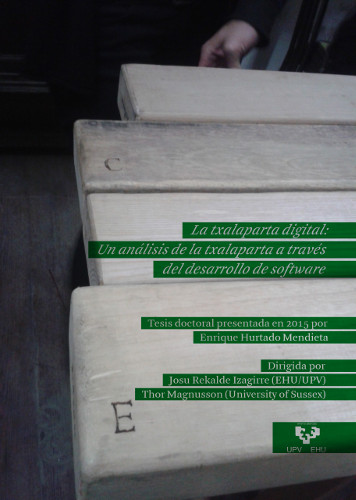 C
La txalaparta digital:
Un análisis de la txalaparta a través
del desarrollo de software
Tesis doctoral presentada en 2015 por
Enrique Hurtado Mendieta
Dirigida por
Josu Rekalde Izagirre (EHU/UPV)
Thor Magnusson (University of Sussex)
E
UPV EHU